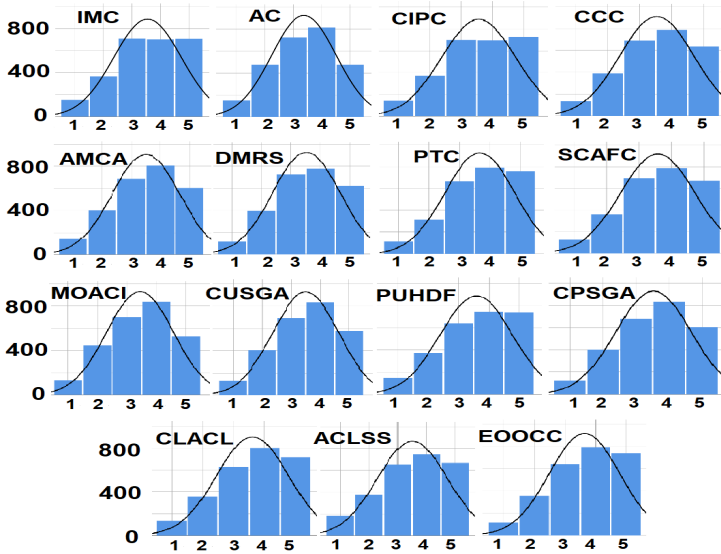 IMC AC CIPC CCC
800
400
0
1 2 3 4 5 1 2 3 4 5 1 2 3 4 5 1 2 3 4 5
AMCA DMRS PTC SCAFC
800
400
0
1 2 3 4 5 1 2 3 4 5 1 2 3 4 5 1 2 3 4 5
MOACI CUSGA PUHDF CPSGA
800
400
0
1 2 3 4 5 1 2 3 4 5 1 2 3 4 5 1 2 3 4 5
CLACL ACLSS EOOCC
800
400
0
1 2 3 4 5 1 2 3 4 5 1 2 3 4 5